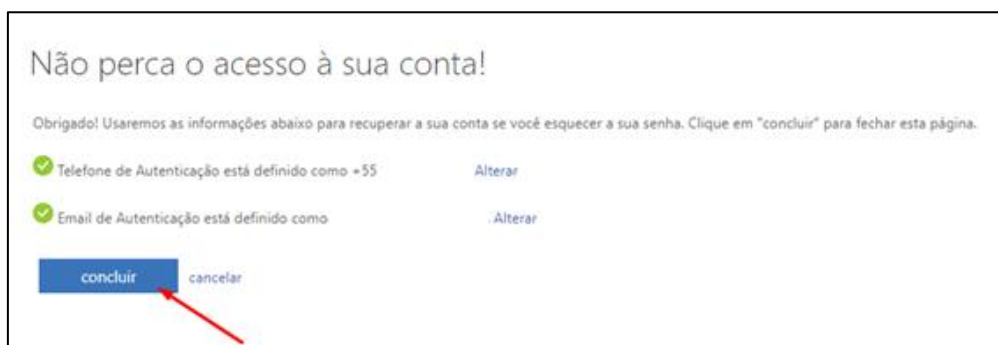 Não perca o acesso à sua conta!
Obrigado! Usaremos as informações abaixo para recuperar a sua conta se você esquecer a sua senha. Clique em "concluir" para fechar esta página.
Telefone de Autenticação está definido como +55 Alterar
Email de Autenticação está definido como . Alterar
concluir cancelar